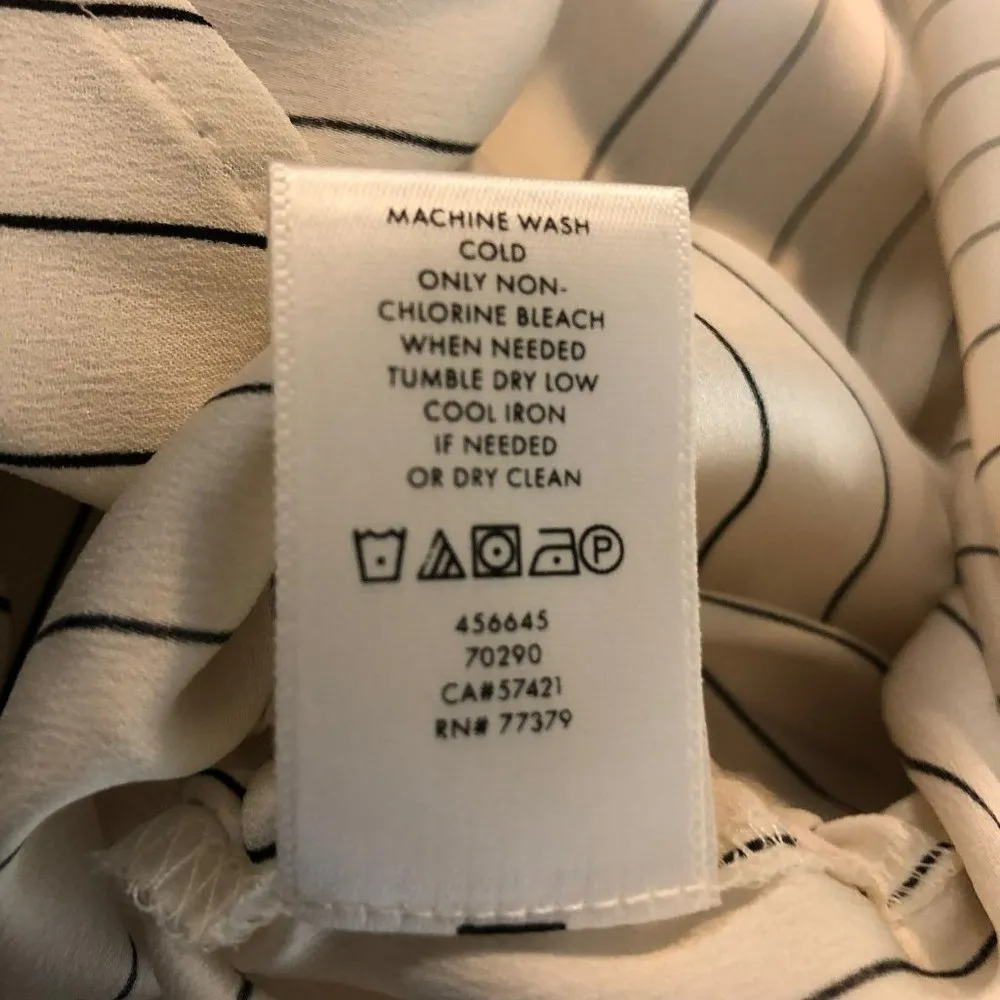 MACHINE WASH
COLD
ONLY NON-
CHLORINE BLEACH
WHEN NEEDED
TUMBLE DRY LOW
COOL IRON
IF NEEDED
OR DRY CLEAN
P
456645
70290
CA#57421
RN# 77379